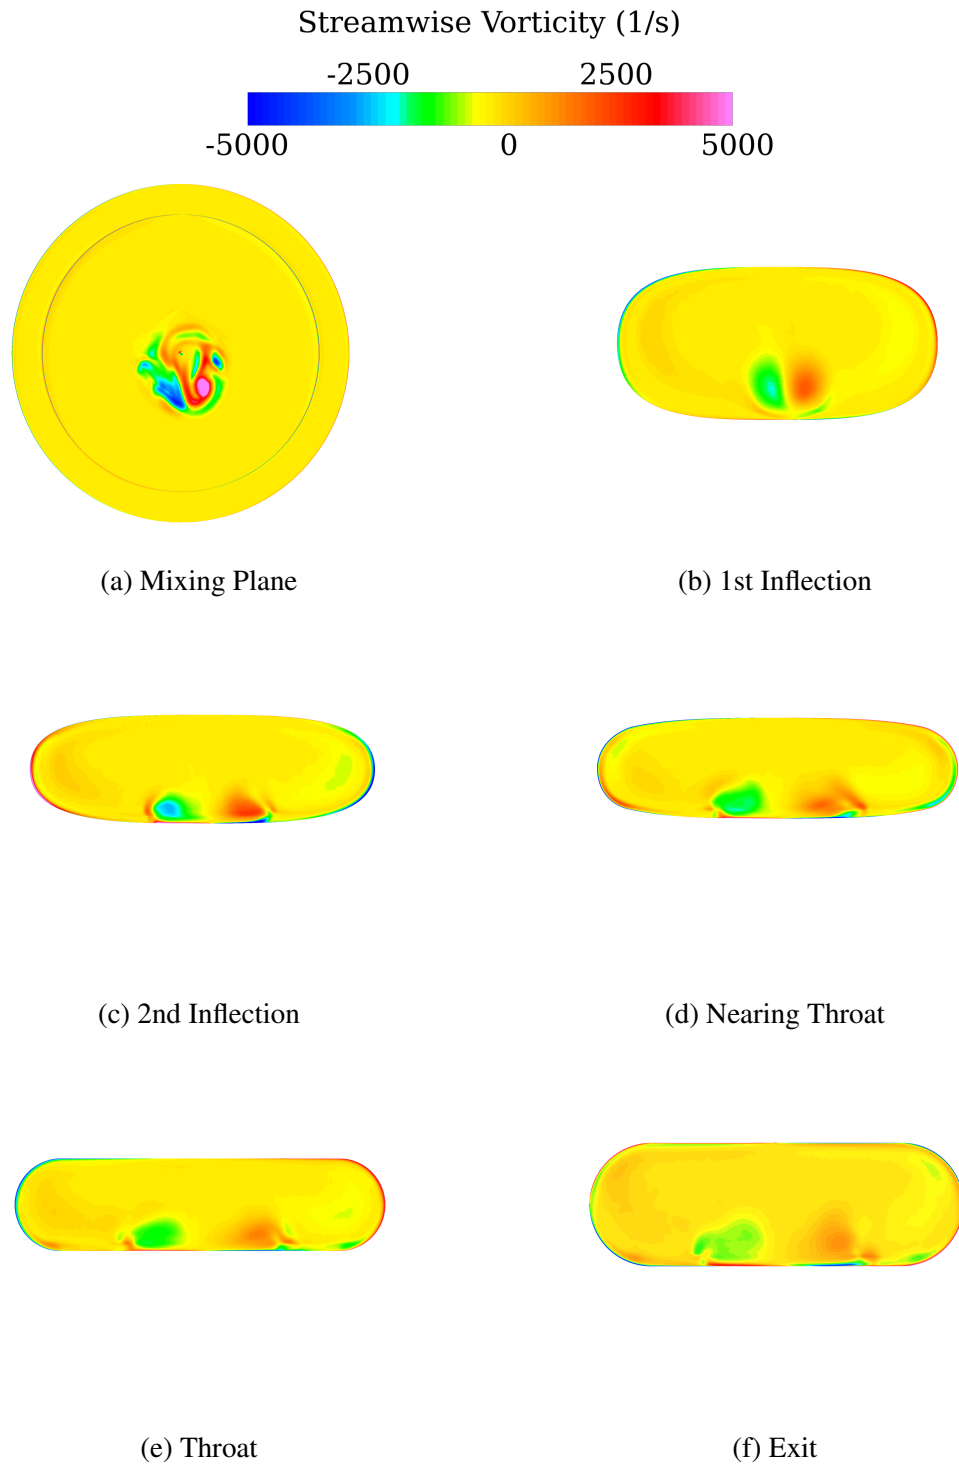 Streamwise Vorticity (1/s)
-2500 2500
-5000 0 5000
(a) Mixing Plane
(b) 1st Inflection
(c) 2nd Inflection
(d) Nearing Throat
(e) Throat
(f) Exit